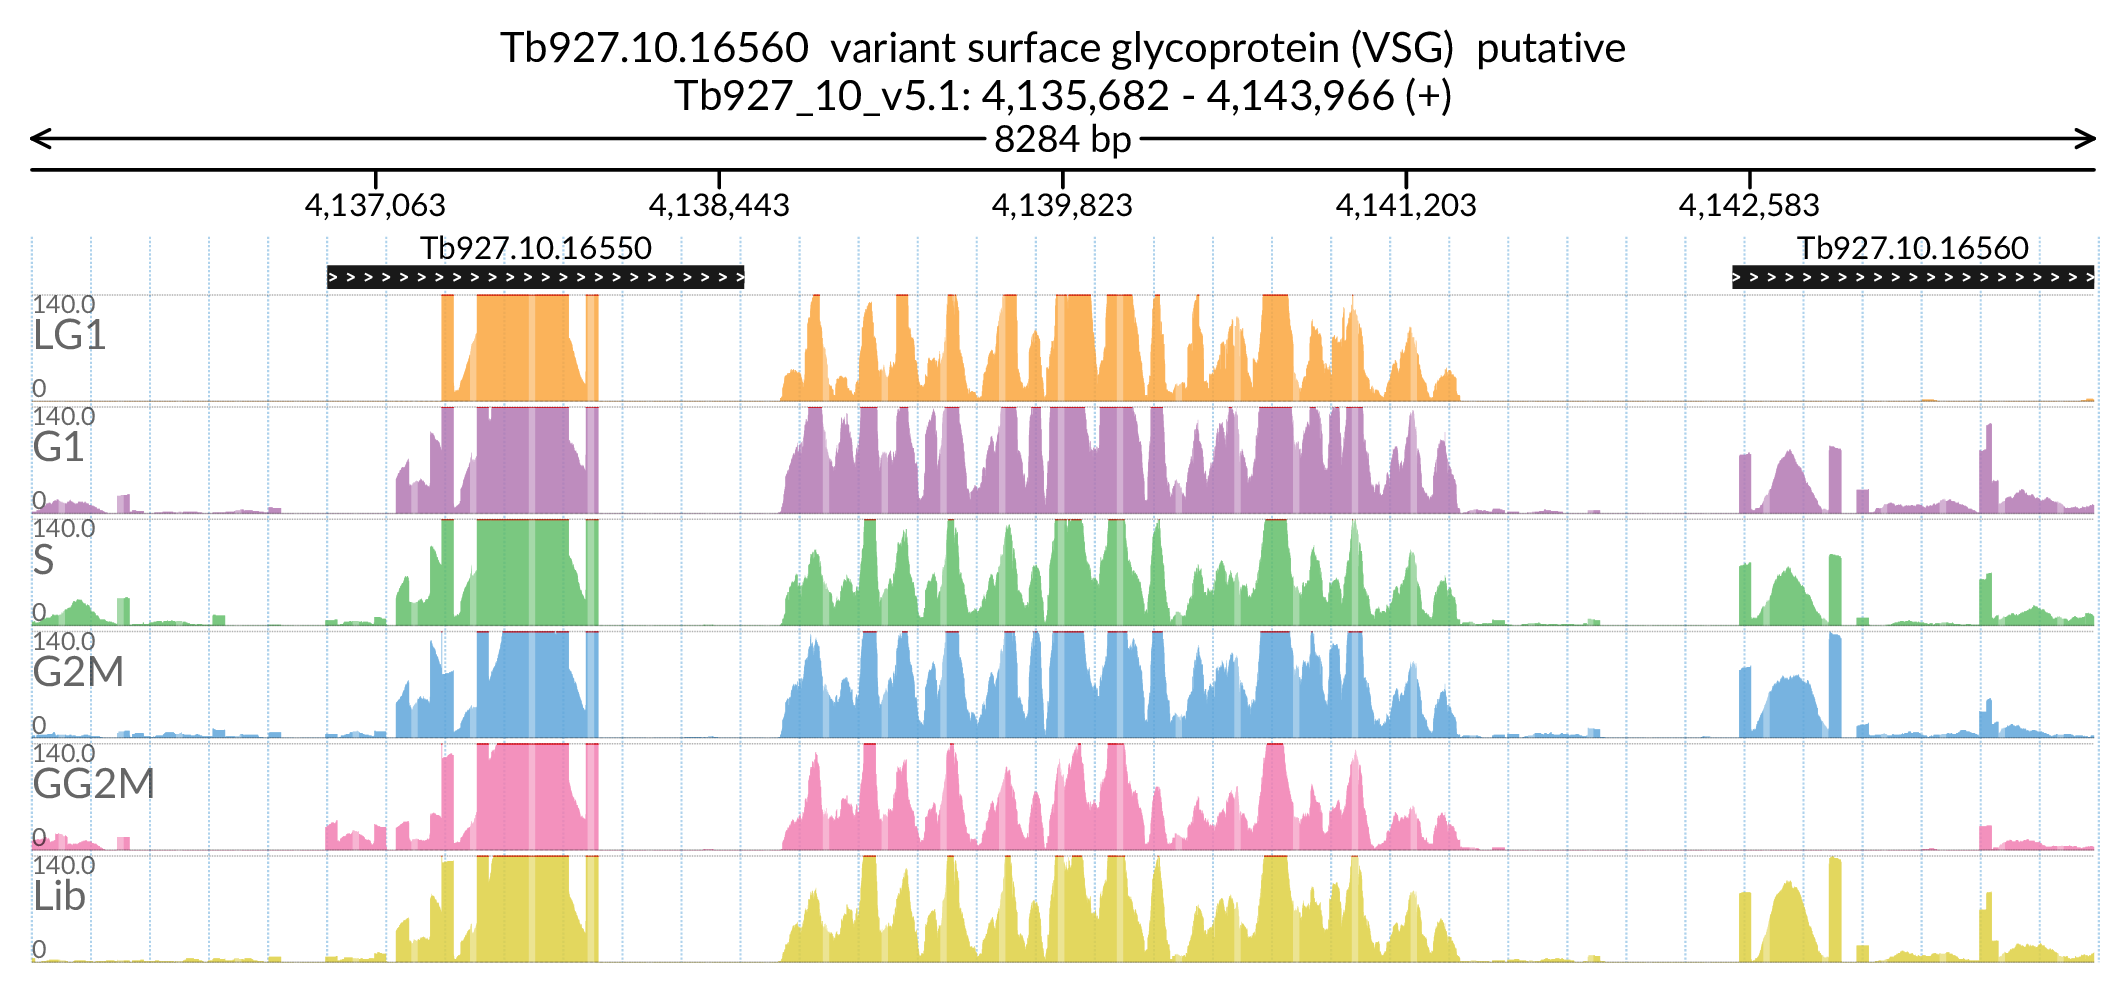 Tb927.10.16560  variant surface glycoprotein (VSG)  putative
Tb927_10_v5.1: 4,135,682 - 4,143,966 (+)
8284 bp
4,137,063 4,138,443 4,139,823 4,141,203 4,142,583
Tb927.10.16550 Tb927.10.16560
140.0
LG1
0
140.0
G1
0
140.0
S
0
140.0
G2M
0
140.0
GG2M
0
140.0
Lib
0